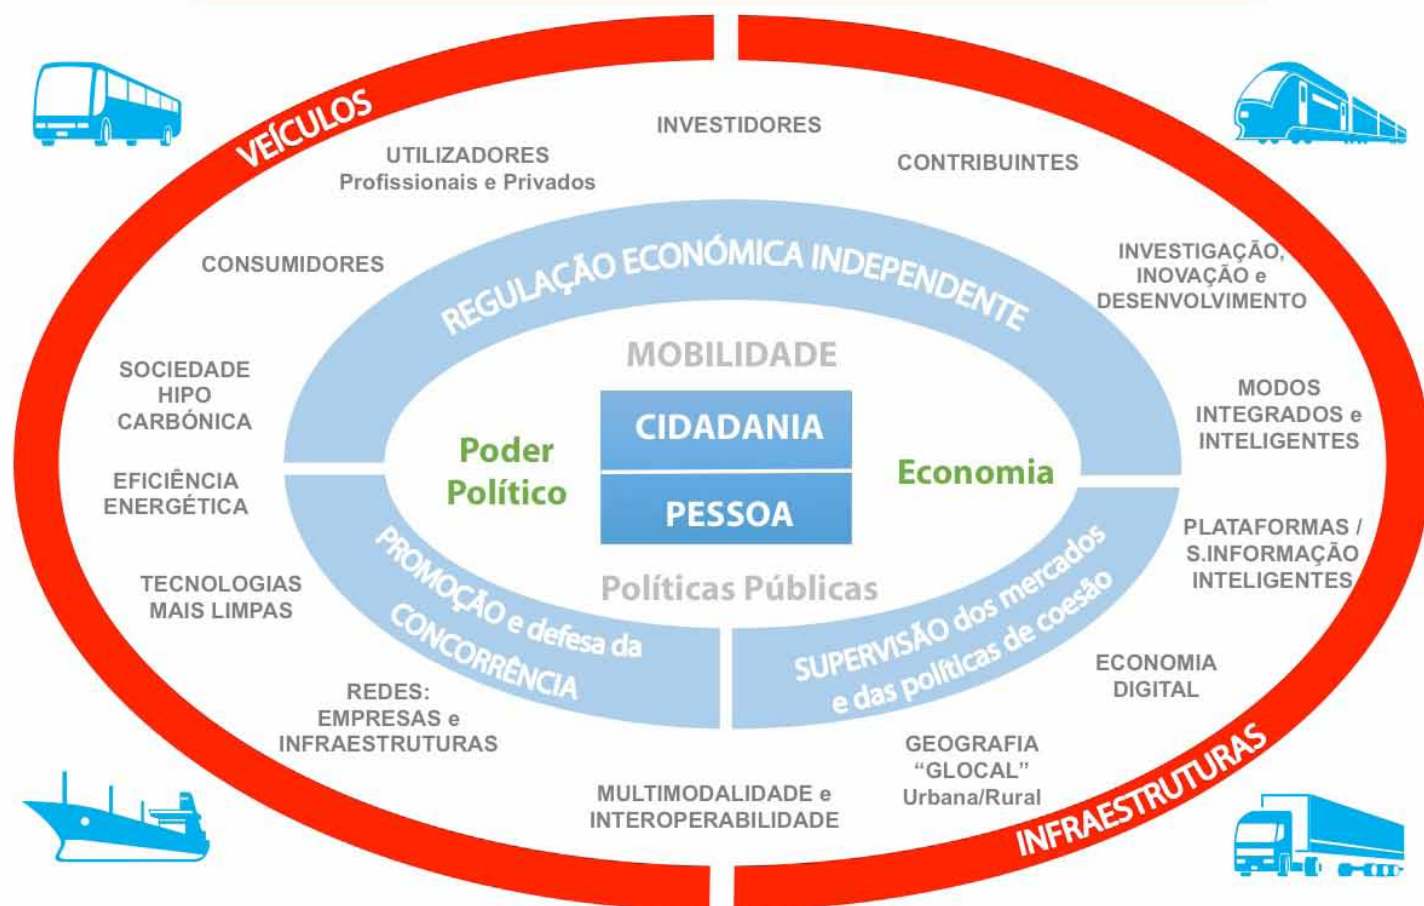 VEÍCULOS
INVESTIDORES
UTILIZADORES
Profissionais e Privados
CONTRIBUINTES
CONSUMIDORES
INVESTIGAÇÃO,
INOVAÇÃO e
DESENVOLVIMENTO
REGULAÇÃO ECONÓMICA INDEPENDENTE
MOBILIDADE
SOCIEDADE
HIPO
CARBÓNICA
MODOS
INTEGRADOS e
INTELIGENTES
CIDADANIA
PESSOA
Poder
Político
Economia
EFICIÊNCIA
ENERGÉTICA
PLATAFORMAS /
S.INFORMAÇÃO
INTELIGENTES
Políticas Públicas
TECNOLOGIAS
MAIS LIMPAS
PROMOÇÃO e defesa da
CONCORRÊNCIA
SUPERVISÃO dos mercados
e das políticas de coesão
ECONOMIA
DIGITAL
REDES:
EMPRESAS e
INFRAESTRUTURAS
GEOGRAFIA
“GLOCAL”
Urbana/Rural
MULTIMODALIDADE e
INTEROPERABILIDADE
INFRAESTRUTURAS